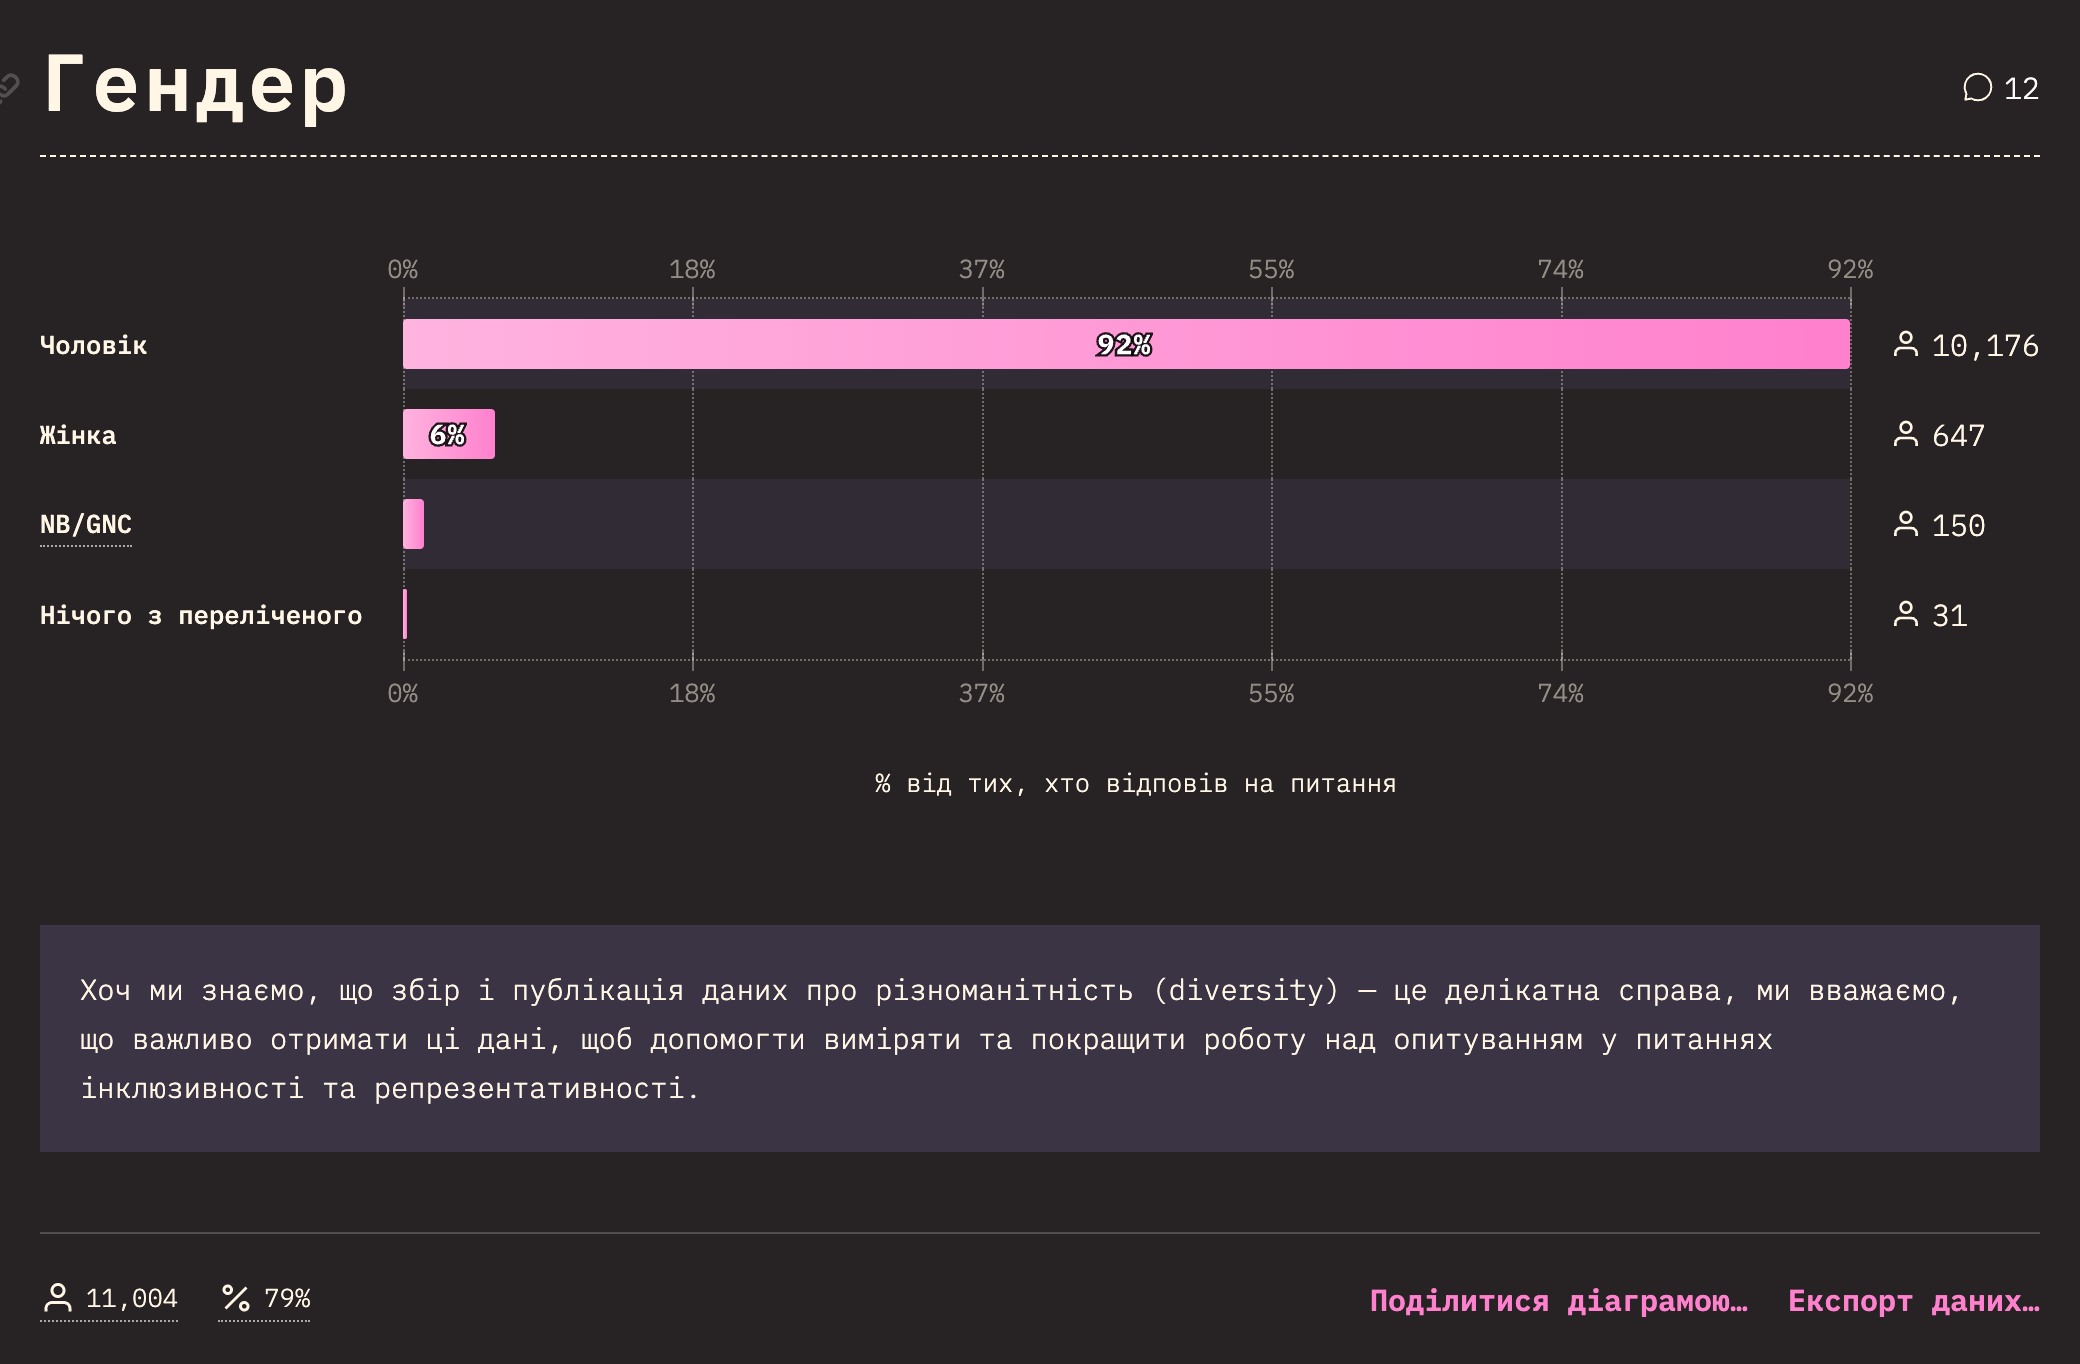 Гендер
12
0% 18% 37% 55% 74% 92%
Чоловік 92% 10,176
Жінка 6% 647
NB/GNC 150
Нічого з переліченого 31
0% 18% 37% 55% 74% 92%
% від тих, хто відповів на питання
Хоч ми знаємо, що збір і публікація даних про різноманітність (diversity) — це делікатна справа, ми вважаємо,
що важливо отримати ці дані, щоб допомогти виміряти та покращити роботу над опитуванням у питаннях
інклюзивності та репрезентативності.
11,004 79% Поділитися діаграмою… Експорт даних…